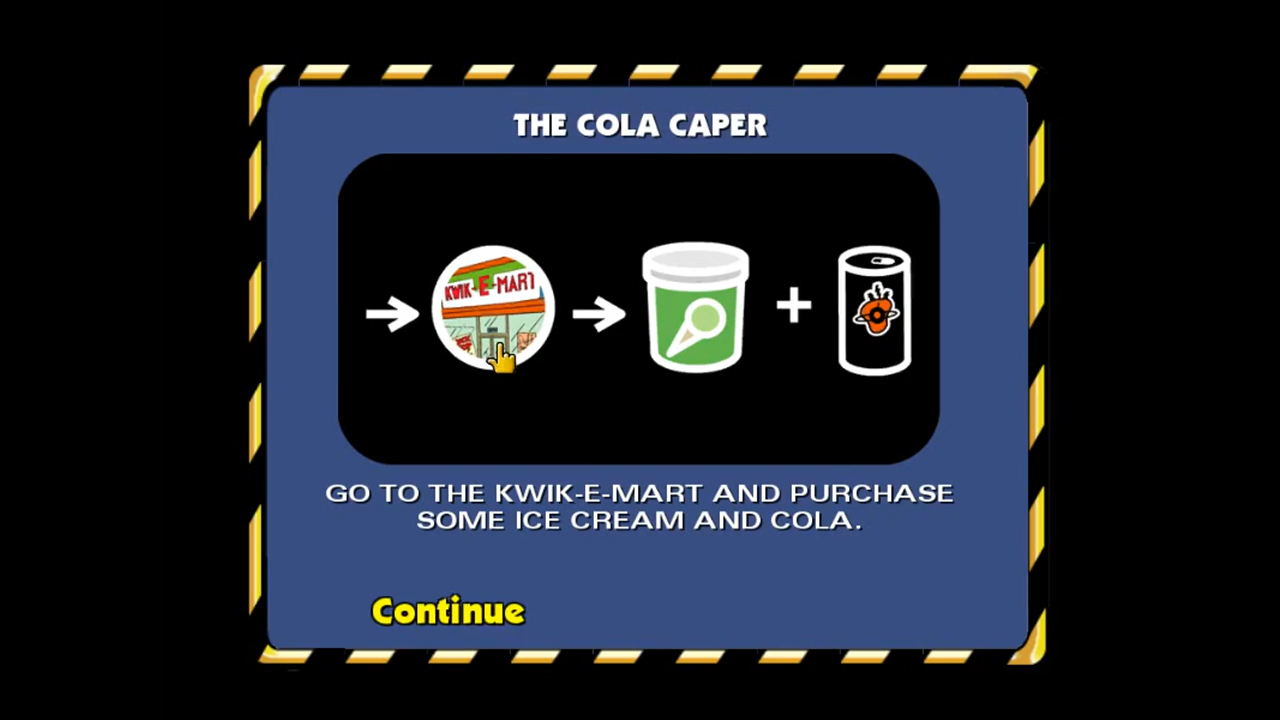 THE COLA CAPER
KWIK-E-MART
GO TO THE KWIK-E-MART AND PURCHASE
SOME ICE CREAM AND COLA.
Continue